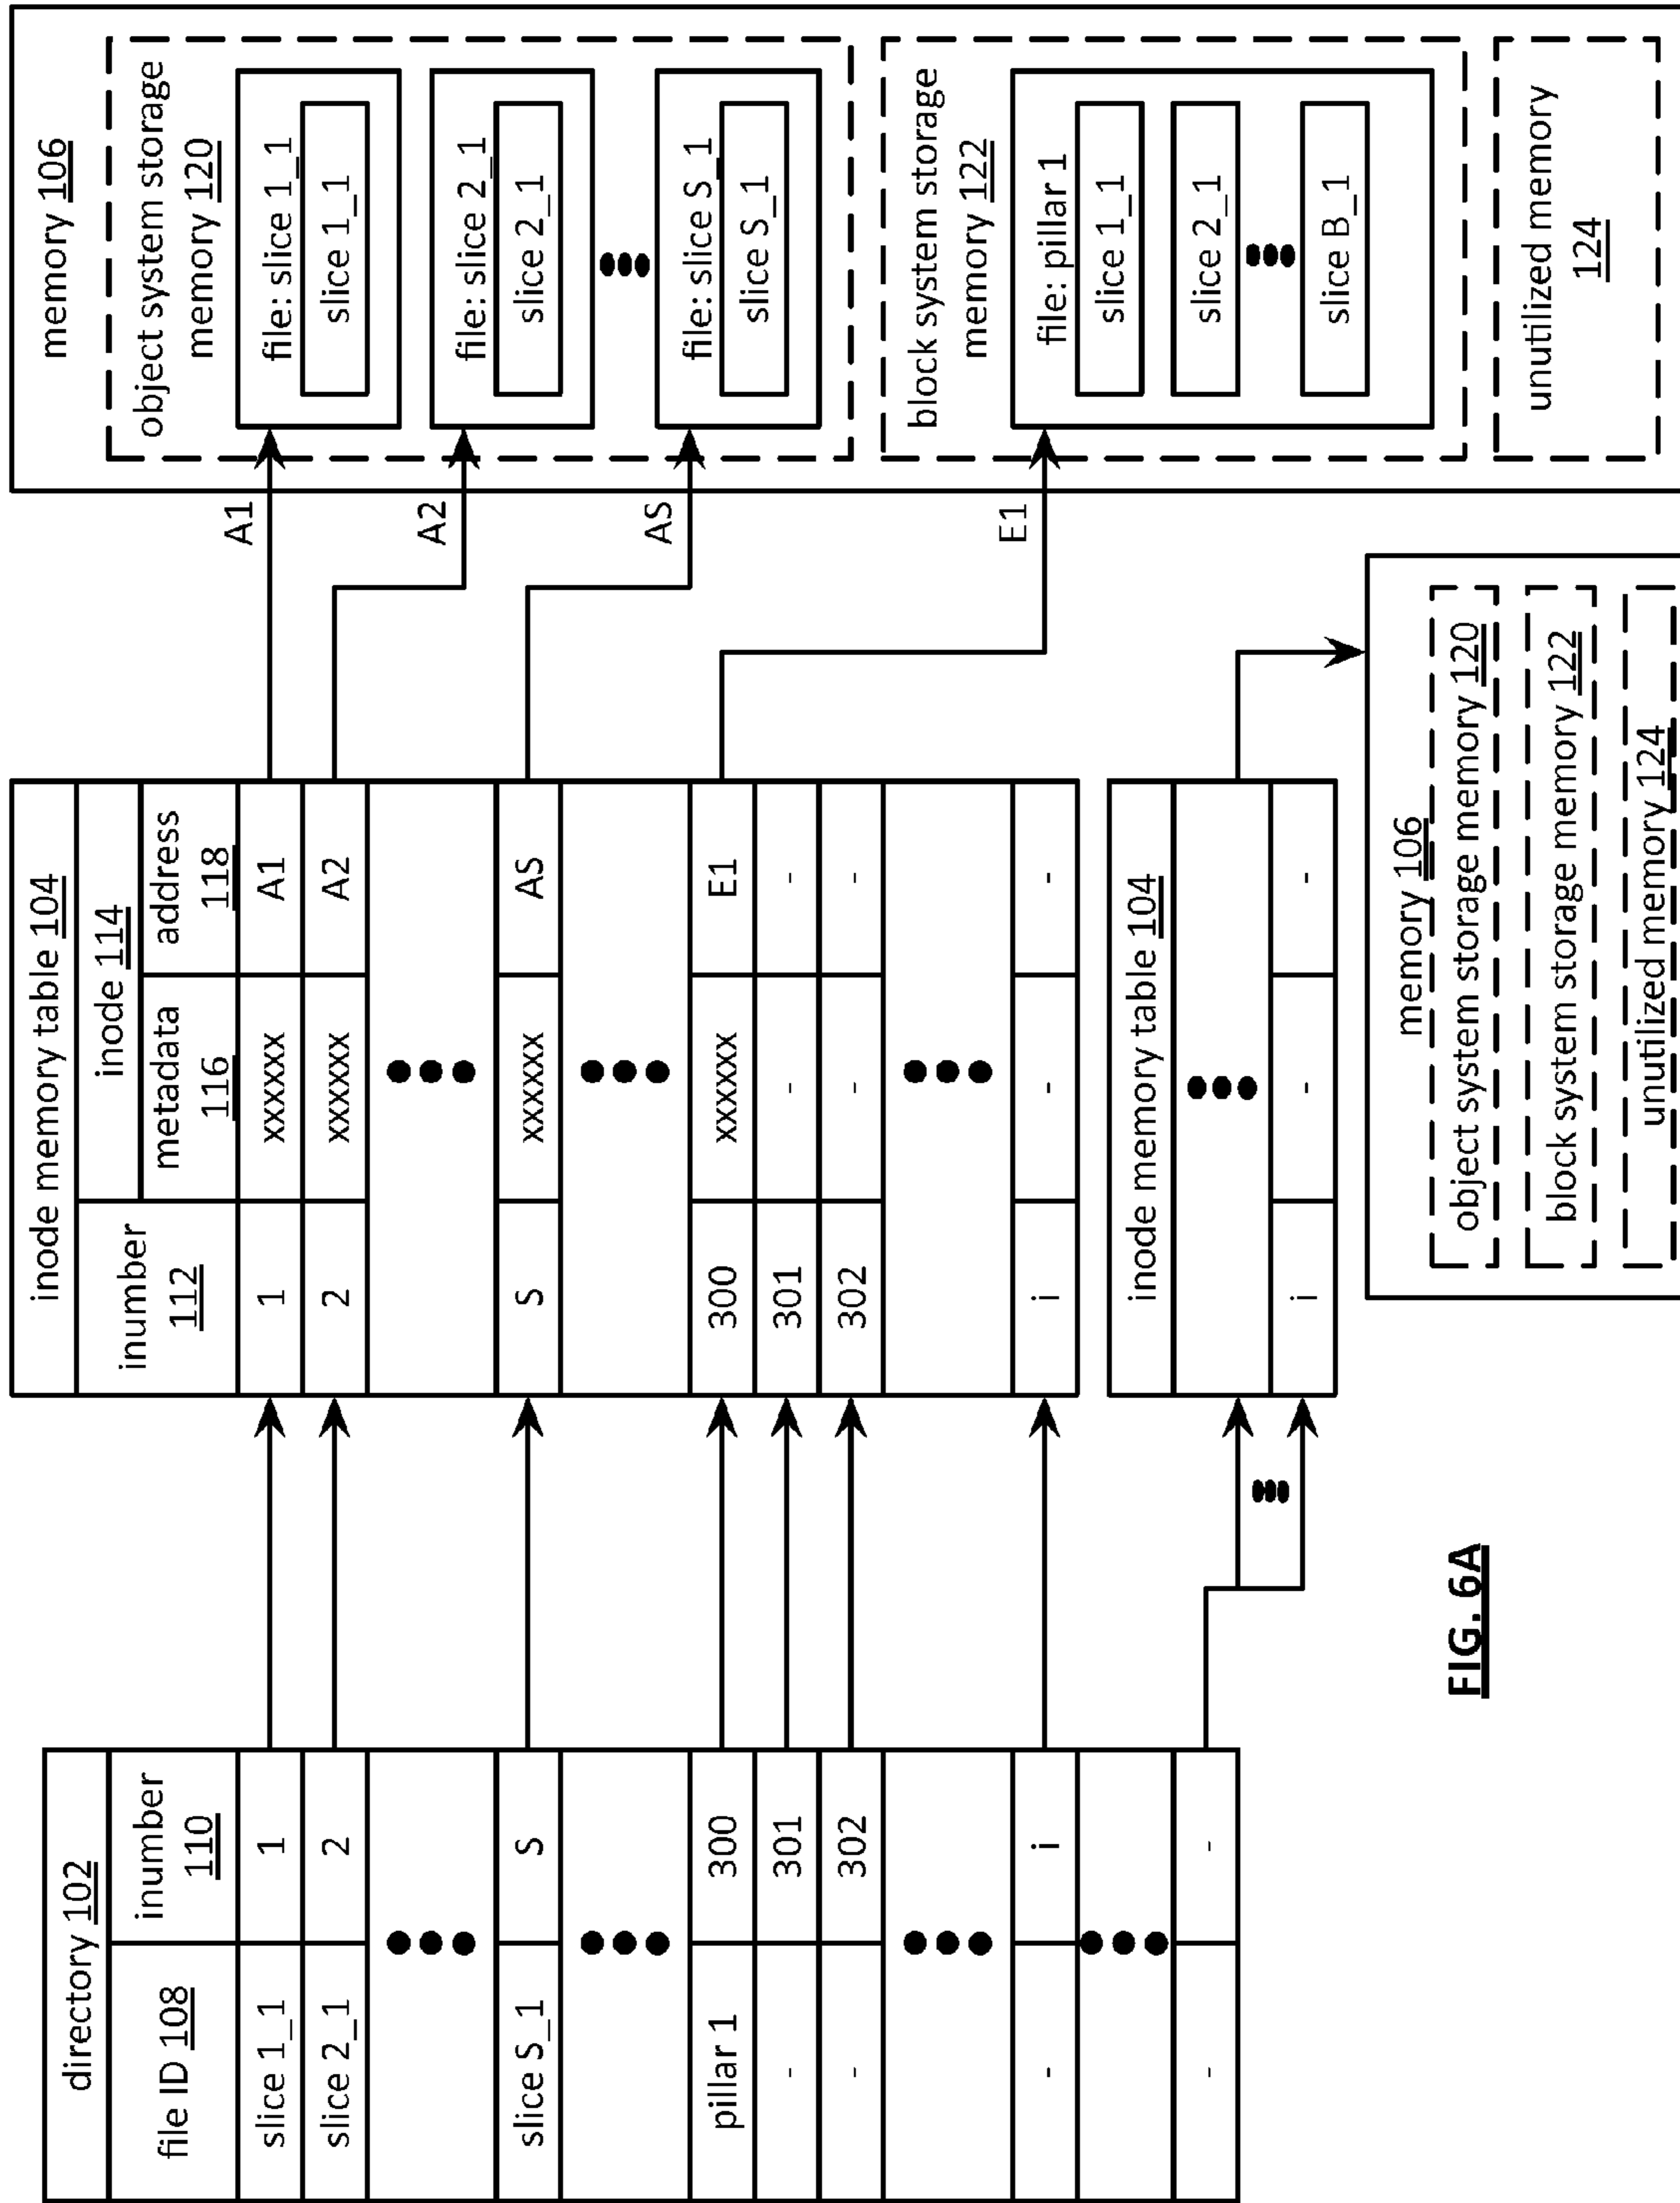 directory 102
file ID 108
inumber
110
slice 1_1
1
slice 2_1
2
slice S_1
S
pillar 1
300
-
301
-
302
-
i
-
-
inode memory table 104
inumber
112
inode 114
metadata
116
address
118
1
xxxxxx
A1
2
xxxxxx
A2
S
xxxxxx
AS
300
xxxxxx
E1
301
-
-
302
-
-
i
-
-
inode memory table 104
i
-
-
A1
A2
AS
E1
memory 106
object system storage
memory 120
file: slice 1_1
slice 1_1
file: slice 2_1
slice 2_1
file: slice S_1
slice S_1
block system storage
memory 122
file: pillar 1
slice 1_1
slice 2_1
slice B_1
unutilized memory
124
memory 106
object system storage memory 120
block system storage memory 122
unutilized memory 124
FIG. 6A